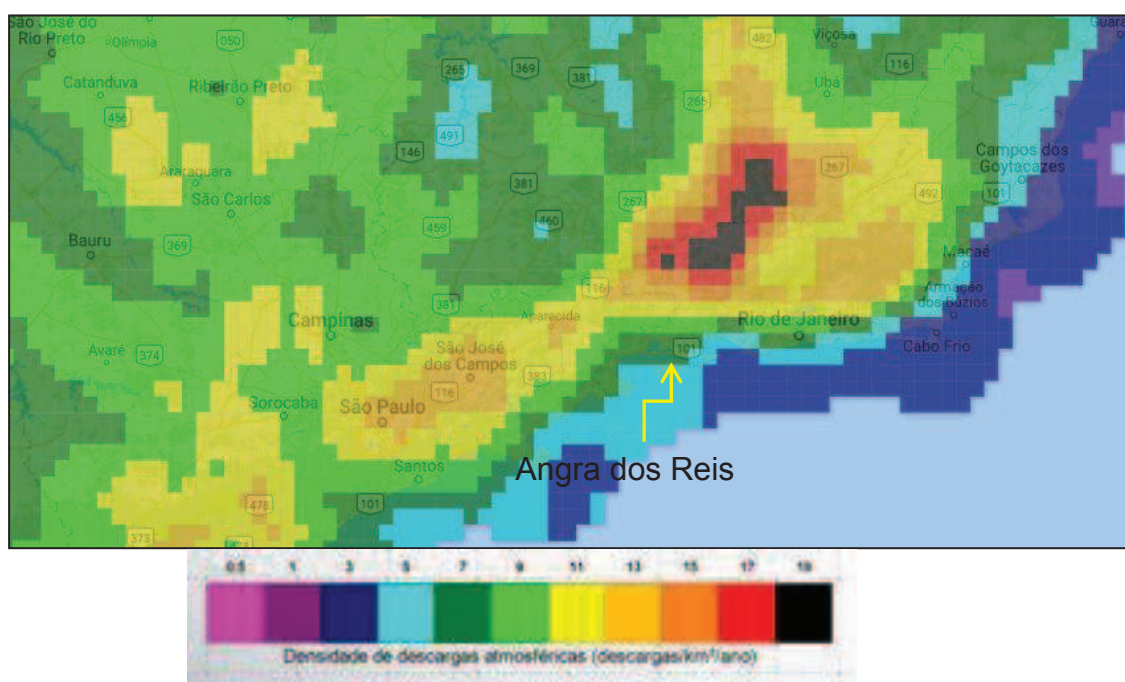 São José do
Rio Preto
Olímpia
050
482
Viçosa
Guara
265
369
381
116
Catanduva
Ribeirão Preto
265
Ubá
456
491
146
Araraquara
381
267
Campos dos
Goytacazes
São Carlos
267
492
101
459
460
Bauru
369
Macaé
381
116
Armação
dos Búzios
Campinas
Aparecida
Rio de Janeiro
Cabo Frio
Avaré
374
São José
dos Campos
101
383
116
Sorocaba
São Paulo
Santos
Angra dos Reis
478
101
373
0.5 1 3 5 7 9 11 13 15 17 19
Densidade de descargas atmosféricas (descargas/km²/ano)